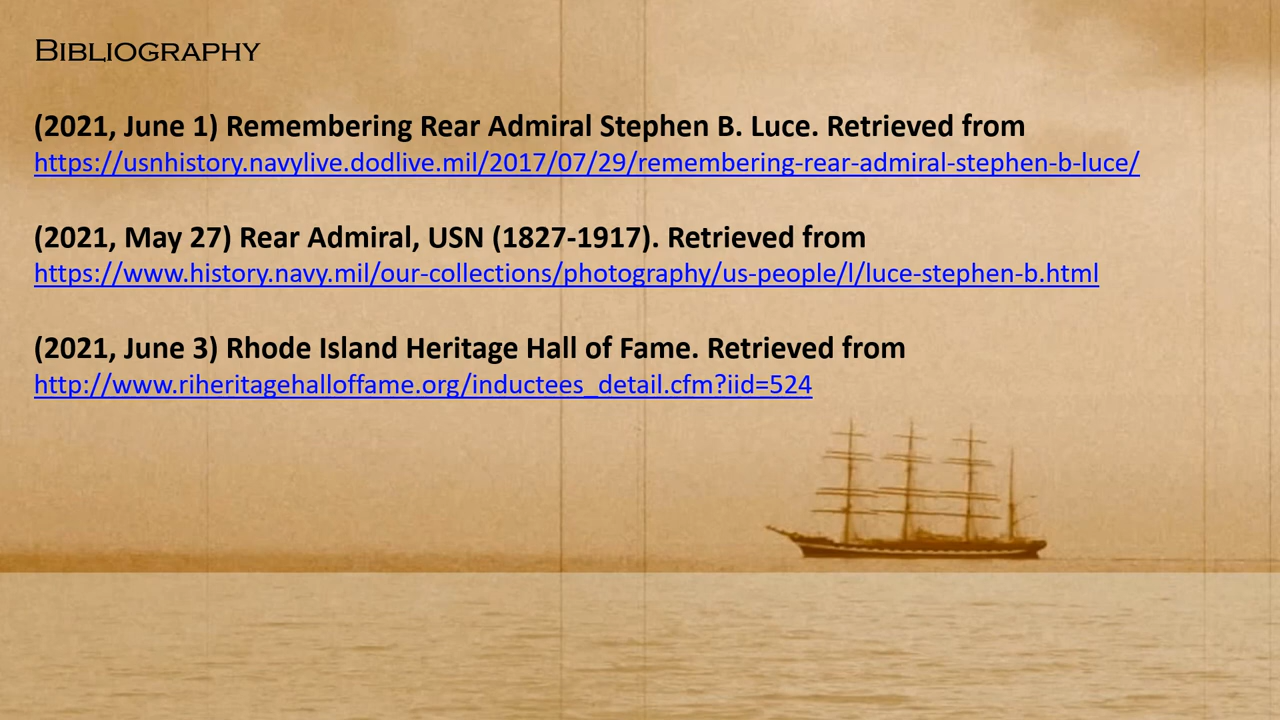 Bibliography
(2021, June 1) Remembering Rear Admiral Stephen B. Luce. Retrieved from
https://usnhistory.navylive.dodlive.mil/2017/07/29/remembering-rear-admiral-stephen-b-luce/
(2021, May 27) Rear Admiral, USN (1827-1917). Retrieved from
https://www.history.navy.mil/our-collections/photography/us-people/l/luce-stephen-b.html
(2021, June 3) Rhode Island Heritage Hall of Fame. Retrieved from
http://www.riheritagehalloffame.org/inductees_detail.cfm?iid=524